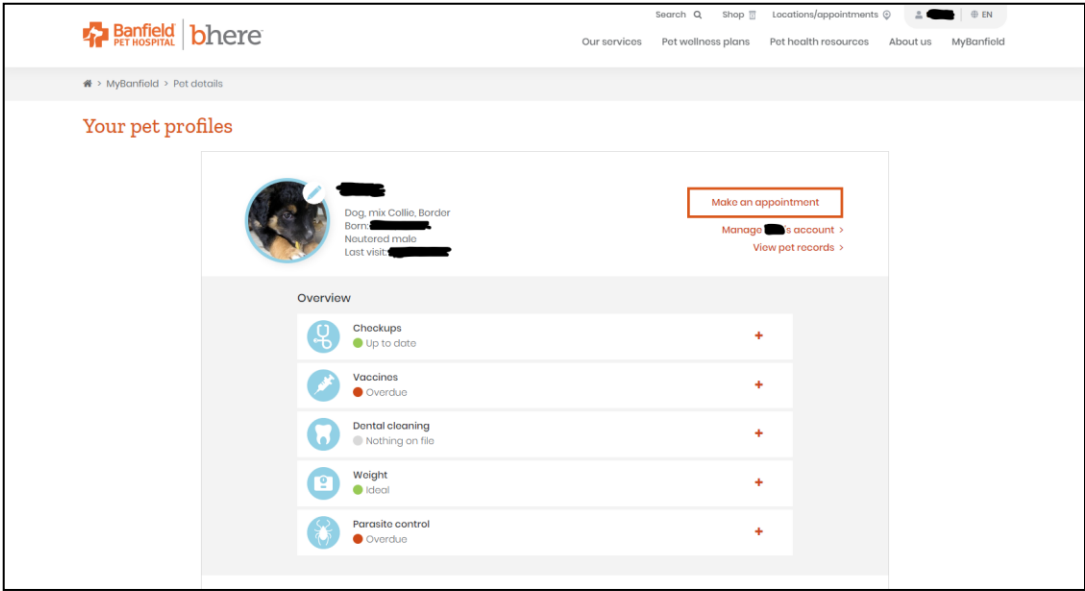 Banfield
PET HOSPITAL
bhere
Search Shop Locations/appointments EN
Our services Pet wellness plans Pet health resources About us MyBanfield
> MyBanfield > Pet details
Your pet profiles
Dog, mix Collie, Border
Born:
Neutered male
Last visit:
Make an appointment
Manage 's account >
View pet records >
Overview
Checkups
Up to date
Vaccines
Overdue
Dental cleaning
Nothing on file
Weight
Ideal
Parasite control
Overdue